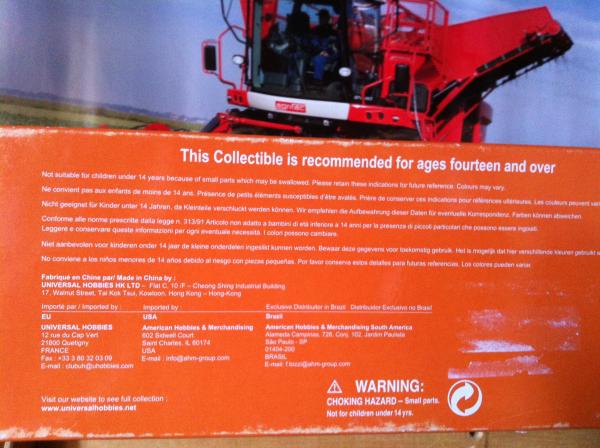 agrifac
This Collectible is recommended for ages fourteen and over
Not suitable for children under 14 years because of small parts which may be swallowed. Please retain these indications for future reference. Colours may vary.
Ne convient pas aux enfants de moins de 14 ans. Présence de petits éléments susceptibles d'être avalés. Prière de conserver ces indications pour références ultérieures. Les couleurs peuvent vari
Nicht geeignet für Kinder unter 14 Jahren, da Kleinteile verschluckt werden können. Wir empfehlen die Aufbewahrung dieser Daten für eventuelle Korrespondenz. Farben können abweichen.
Conforme alle norme prescritte dalla legge n. 313/91 Articolo non adatto a bambini di età inferiore a 14 anni per la presenza di piccoli particolari che possono essere ingoiati.
Leggere e conservare queste informazioni per ogni eventuale necessità. I colori possono cambiare.
Niet aanbevolen voor kinderen onder 14 jaar de kleine onderdelen ingeslikt kunnen worden. Bewaar deze gegevens voor toekomstig gebruik. Het is mogelijk dat hier verschillende kleuren gebruikt w
No conviene a los niños menores de 14 años debido al riesgo con piezas pequeñas. Por favor conserva estos detalles para futuras referencias. Los colores pueden variar.
Fabriqué en Chine par/ Made in China by :
UNIVERSAL HOBBIES HK LTD – Flat C, 10 /F – Cheong Shing Industrial Building
17, Walnut Street, Tai Kok Tsui, Kowloon, Hong Kong – Hong-Kong
Importé par / Imported by : Imported by : Exclusive Distributor in Brazil Distribuidor Exclusivo no Brasil
EU USA Brasil
UNIVERSAL HOBBIES American Hobbies & Merchandising American Hobbies & Merchandising South America
12 rue du Cap Vert 602 Sidwell Court Alameda Campinas, 728, Conj. 102, Jardim Paulista
21800 Quetigny Saint Charles, IL 60174 São Paulo - SP
FRANCE USA 01404-200
Fax : +33 3 80 32 03 09 E-mail : info@ahm-group.com BRASIL
E-mail : clubuh@uhobbies.com E-mail: f.bizzi@ahm-group.com
Visit our website to see full collection :
www.universalhobbies.net
WARNING:
CHOKING HAZARD – Small parts.
Not for children under 14 yrs.